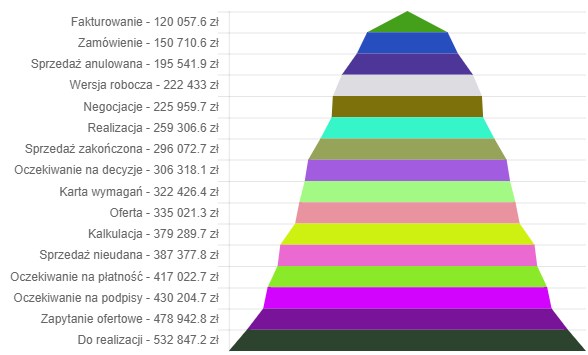 Fakturowanie - 120 057.6 zł
Zamówienie - 150 710.6 zł
Sprzedaż anulowana - 195 541.9 zł
Wersja robocza - 222 433 zł
Negocjacje - 225 959.7 zł
Realizacja - 259 306.6 zł
Sprzedaż zakończona - 296 072.7 zł
Oczekiwanie na decyzje - 306 318.1 zł
Karta wymagań - 322 426.4 zł
Oferta - 335 021.3 zł
Kalkulacja - 379 289.7 zł
Sprzedaż nieudana - 387 377.8 zł
Oczekiwanie na płatność - 417 022.7 zł
Oczekiwanie na podpisy - 430 204.7 zł
Zapytanie ofertowe - 478 942.8 zł
Do realizacji - 532 847.2 zł